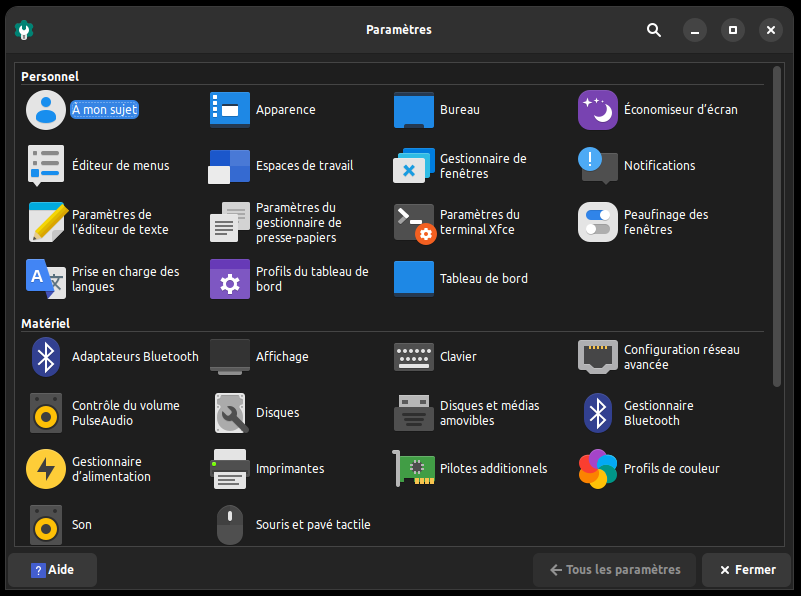 Paramètres
Personnel
À mon sujet
Apparence
Bureau
Économiseur d’écran
Éditeur de menus
Espaces de travail
Gestionnaire de
fenêtres
Notifications
Paramètres de
l'éditeur de texte
Paramètres du
gestionnaire de
presse-papiers
Paramètres du
terminal Xfce
Peaufinage des
fenêtres
Prise en charge des
langues
Profils du tableau de
bord
Tableau de bord
Matériel
Adaptateurs Bluetooth
Affichage
Clavier
Configuration réseau
avancée
Contrôle du volume
PulseAudio
Disques
Disques et médias
amovibles
Gestionnaire
Bluetooth
Gestionnaire
d’alimentation
Imprimantes
Pilotes additionnels
Profils de couleur
Son
Souris et pavé tactile
? Aide
Tous les paramètres
Fermer